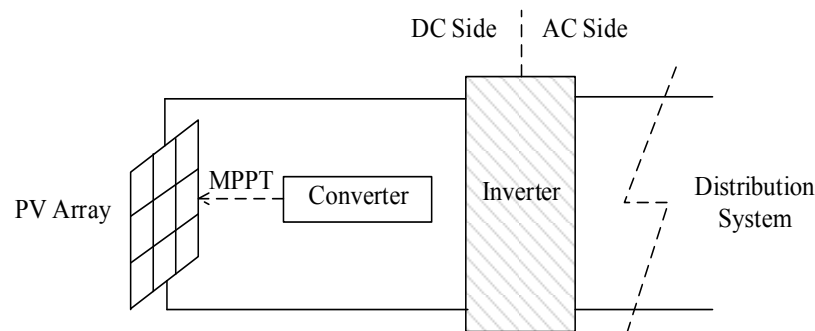 DC Side
AC Side
PV Array
MPPT
Converter
Inverter
Distribution
System